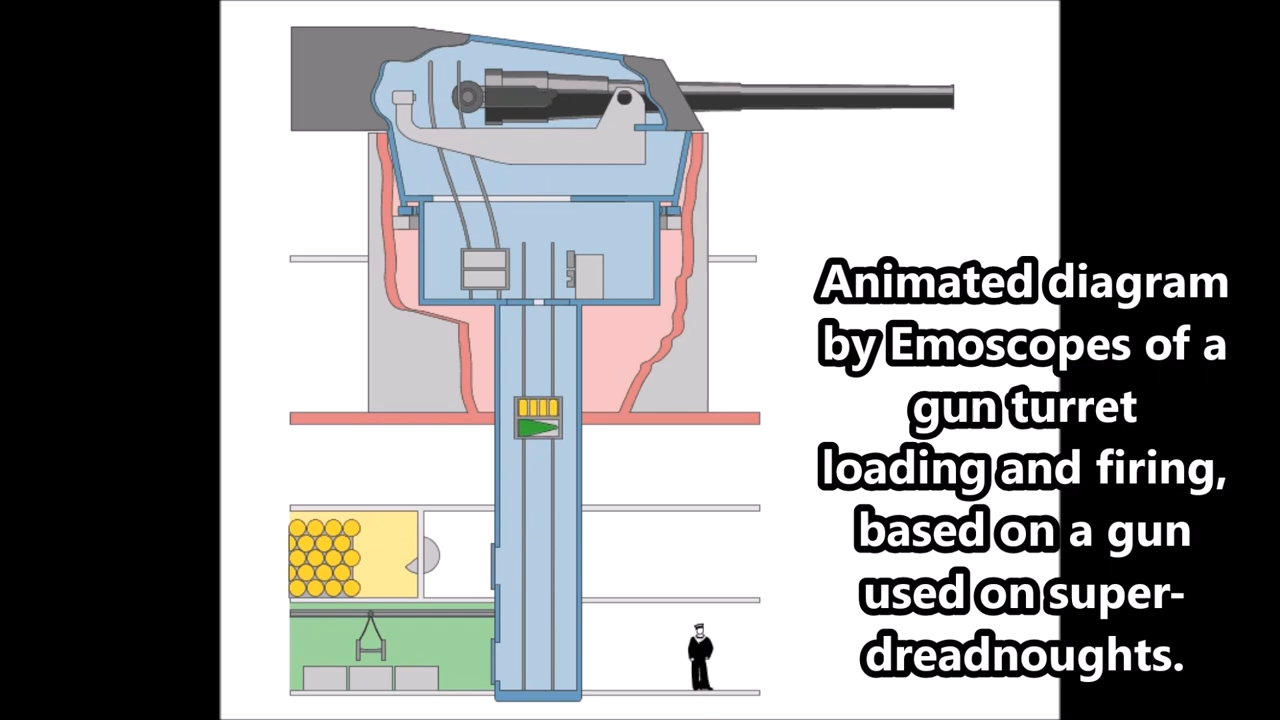 Animated diagram
by Emoscopes of a
gun turret
loading and firing,
based on a gun
used on super-
dreadnoughts.